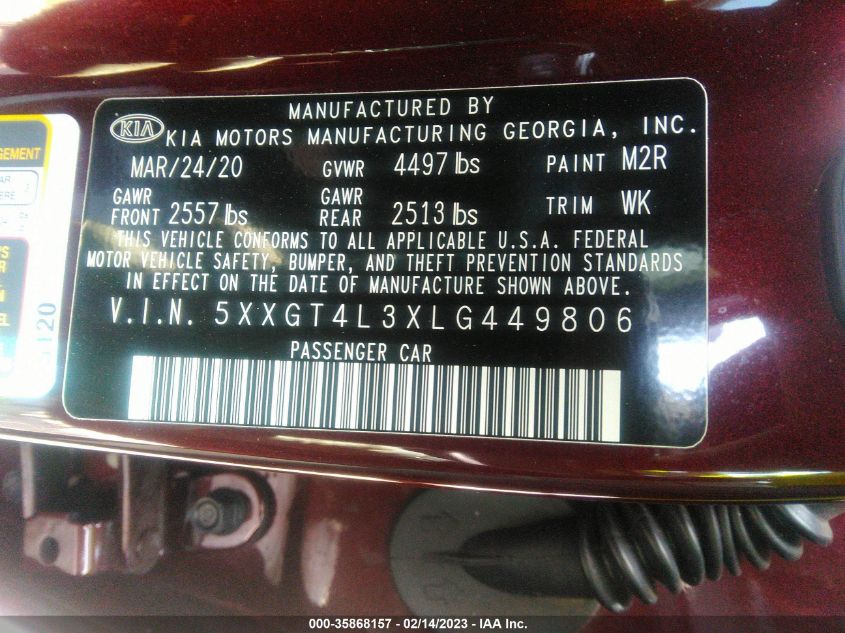 MANUFACTURED BY
KIA KIA MOTORS MANUFACTURING GEORGIA, INC.
MAR/24/20 GVWR 4497 lbs PAINT M2R
GAWR FRONT 2557 lbs GAWR REAR 2513 lbs TRIM WK
THIS VEHICLE CONFORMS TO ALL APPLICABLE U.S.A. FEDERAL
MOTOR VEHICLE SAFETY, BUMPER, AND THEFT PREVENTION STANDARDS
IN EFFECT ON THE DATE OF MANUFACTURE SHOWN ABOVE.
V.I.N. 5XXGT4L3XLG449806
PASSENGER CAR
000-35868157 - 02/14/2023 - IAA Inc.